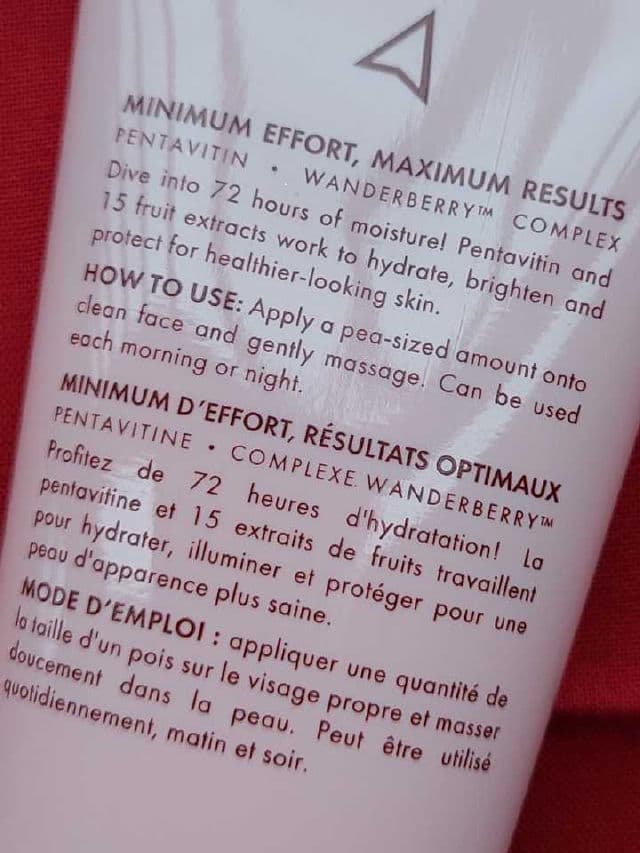 MINIMUM EFFORT, MAXIMUM RESULTS
PENTAVITIN • WANDERBERRY™ COMPLEX
Dive into 72 hours of moisture! Pentavitin and
15 fruit extracts work to hydrate, brighten and
protect for healthier-looking skin.
HOW TO USE: Apply a pea-sized amount onto
clean face and gently massage. Can be used
each morning or night.
MINIMUM D'EFFORT, RÉSULTATS OPTIMAUX
PENTAVITINE • COMPLEXE WANDERBERRY™
Profitez de 72 heures d'hydratation! La
pentavitine et 15 extraits de fruits travaillent
pour hydrater, illuminer et protéger pour une
peau d'apparence plus saine.
MODE D'EMPLOI : appliquer une quantité de
la taille d'un pois sur le visage propre et masser
doucement dans la peau. Peut être utilisé
quotidiennement, matin et soir.